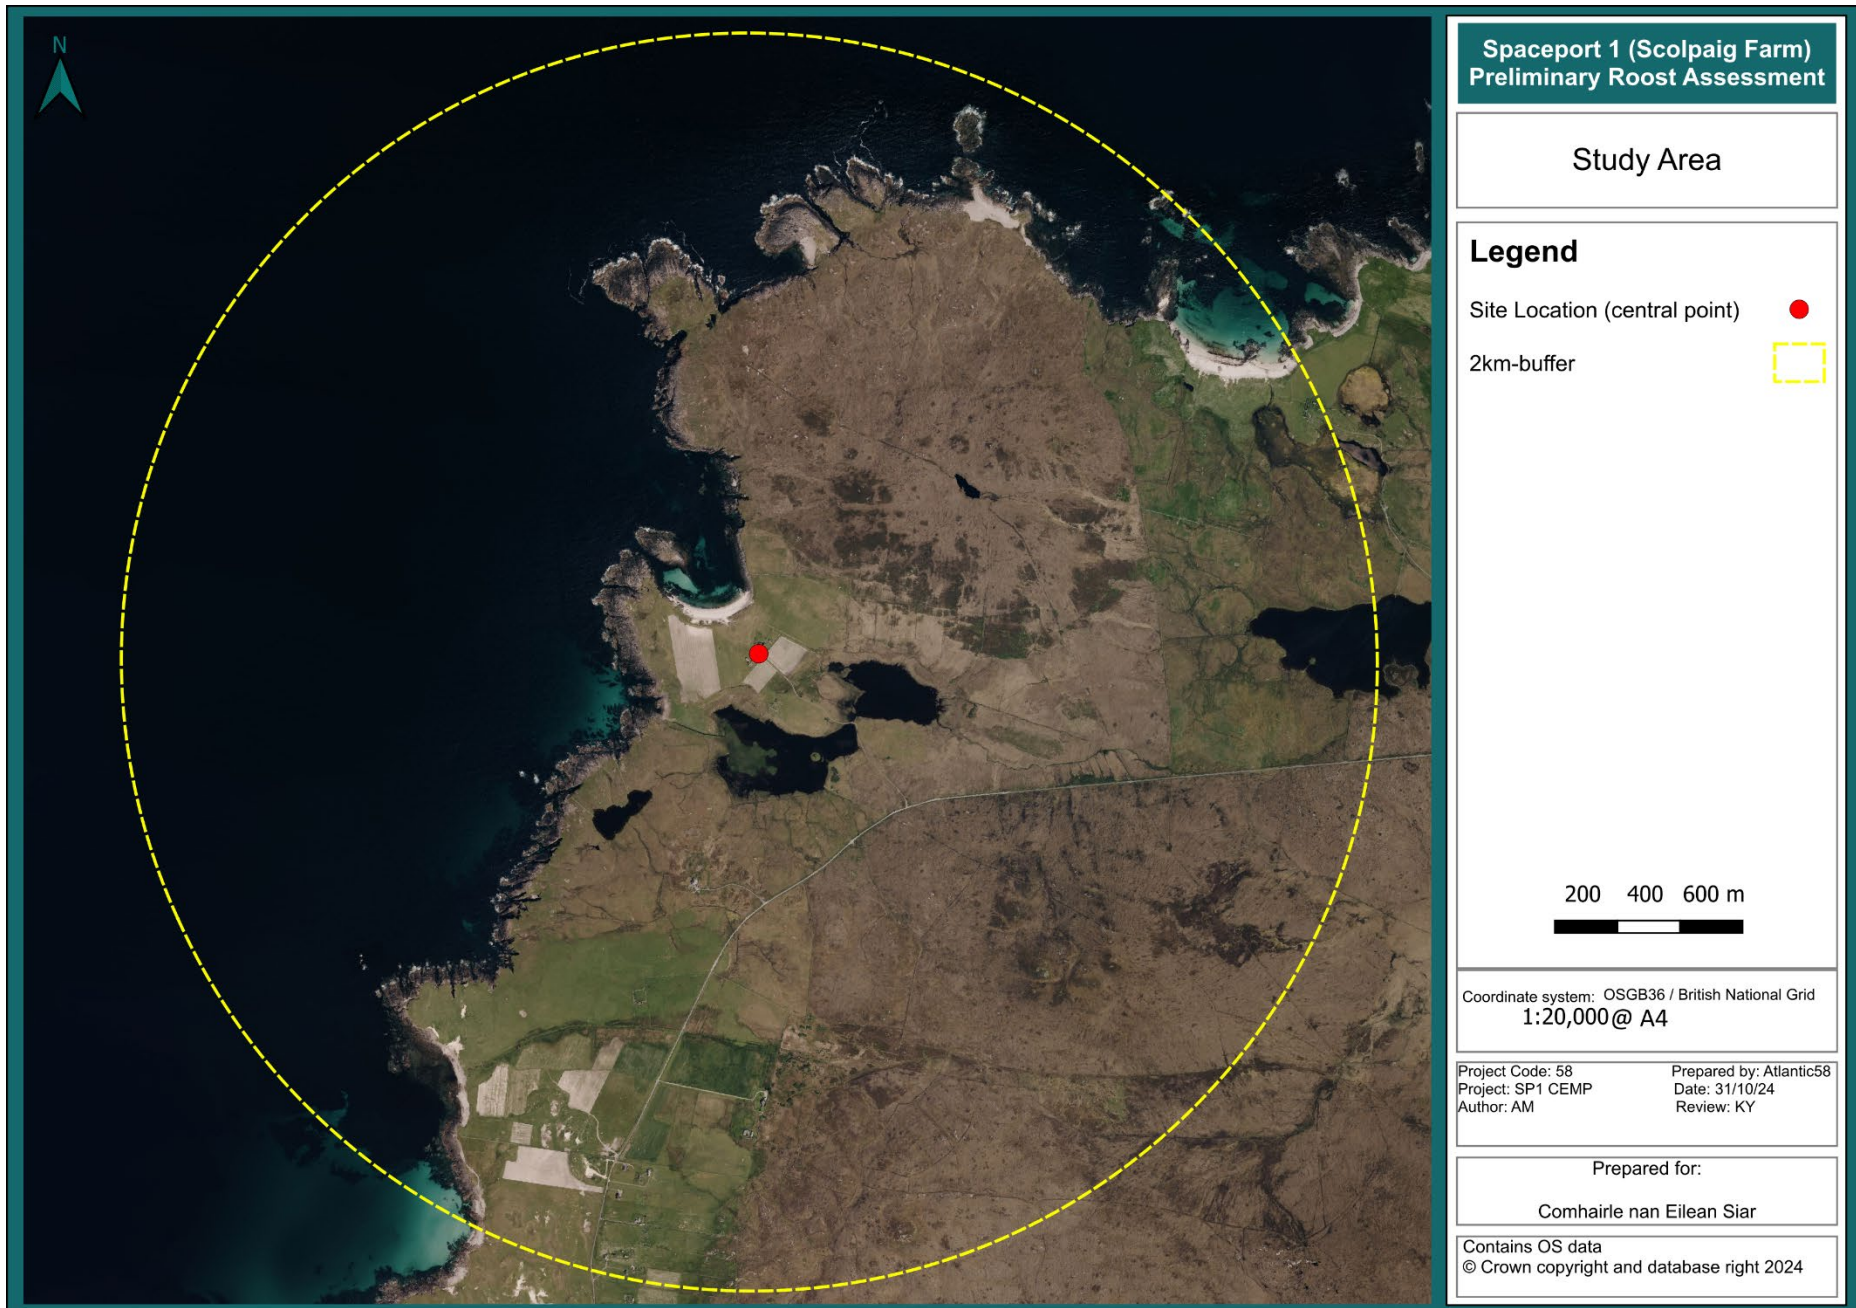 N
Spaceport 1 (Scolpaig Farm)
Preliminary Roost Assessment
Study Area
Legend
Site Location (central point)
2km-buffer
200 400 600 m
Coordinate system: OSGB36 / British National Grid
1:20,000@ A4
Project Code: 58 Prepared by: Atlantic58
Project: SP1 CEMP Date: 31/10/24
Author: AM Review: KY
Prepared for:
Comhairle nan Eilean Siar
Contains OS data
© Crown copyright and database right 2024